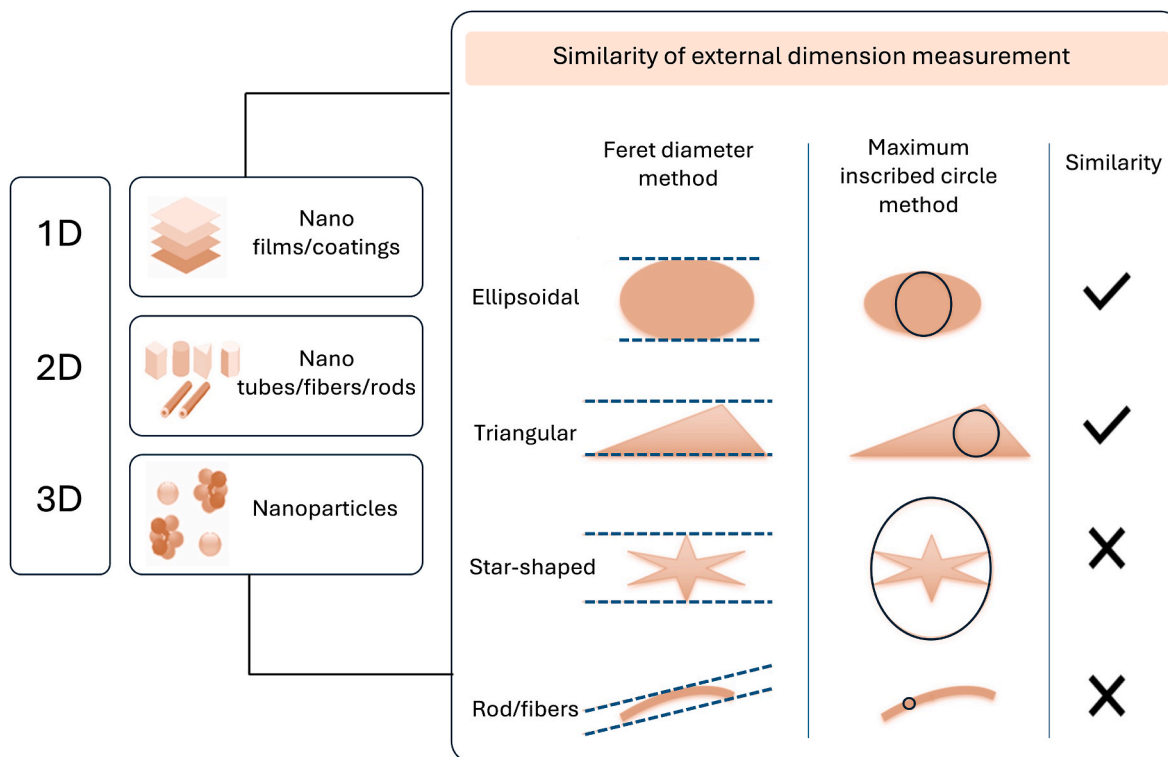 Similarity of external dimension measurement
Feret diameter
method
Maximum
inscribed circle
method
Similarity
1D
Nano
films/coatings
2D
Nano
tubes/fibers/rods
3D
Nanoparticles
Ellipsoidal
Triangular
Star-shaped
Rod/fibers